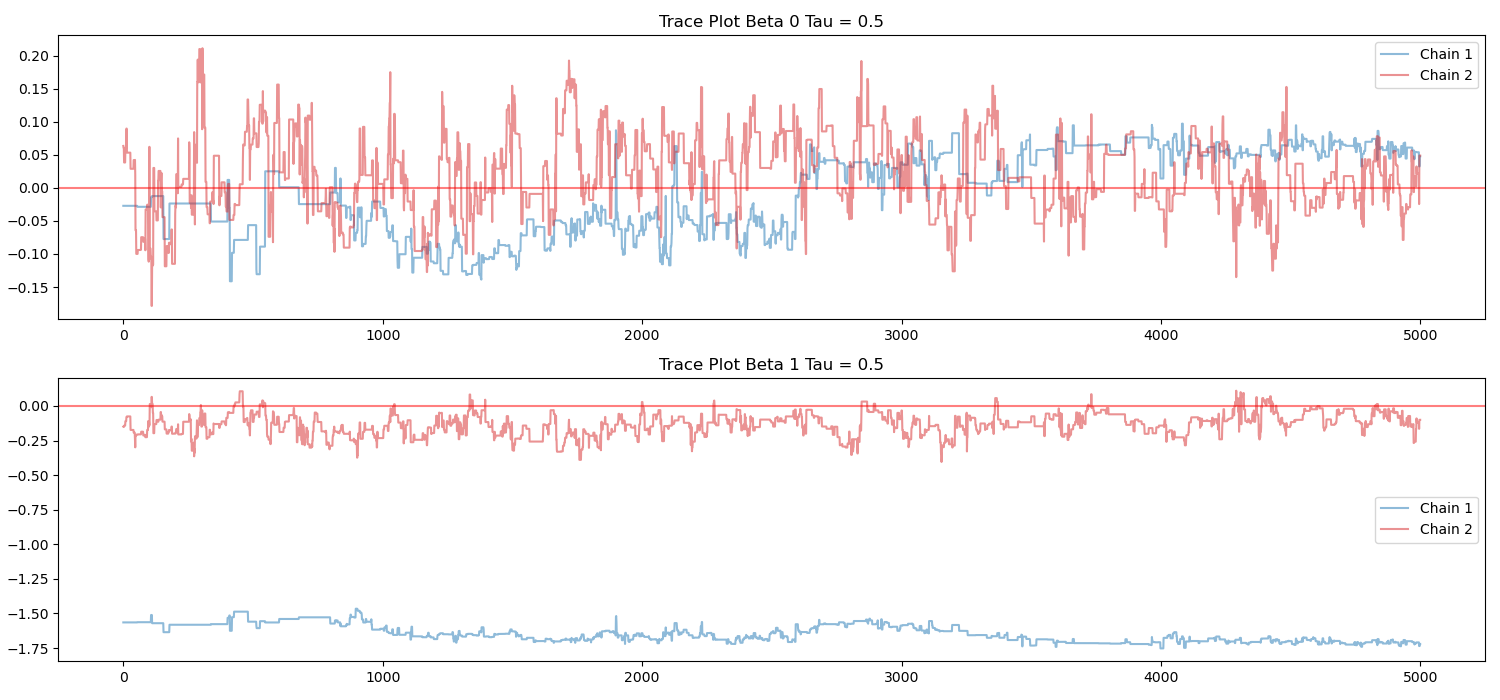 Trace Plot Beta 0 Tau = 0.5
0.20
0.15
0.10
0.05
0.00
−0.05
−0.10
−0.15
Chain 1
Chain 2
0 1000 2000 3000 4000 5000
Trace Plot Beta 1 Tau = 0.5
0.00
−0.25
−0.50
−0.75
−1.00
−1.25
−1.50
−1.75
Chain 1
Chain 2
0 1000 2000 3000 4000 5000